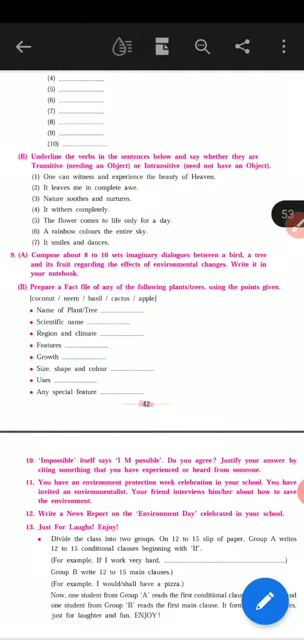 (4) ........................
(5) ........................
(6) ........................
(7) ........................
(8) ........................
(9) ........................
(10) ........................
(B) Underline the verbs in the sentences below and say whether they are
Transitive (needing an Object) or Intransitive (need not have an Object).
(1) One can witness and experience the beauty of Heaven.
(2) It leaves me in complete awe.
(3) Nature soothes and nurtures.
(4) It withers completely.
(5) The flower comes to life only for a day.
(6) A rainbow colours the entire sky.
(7) It smiles and dances.
53
9. (A) Compose about 8 to 10 sets imaginary dialogues between a bird, a tree
and its fruit regarding the effects of environmental changes. Write it in
your notebook.
(B) Prepare a Fact file of any of the following plants/trees, using the points given.
[coconut / neem / basil / cactus / apple]
• Name of Plant/Tree ........................
• Scientific name ........................
• Region and climate ........................
• Features ........................
• Growth ........................
• Size, shape and colour ........................
• Uses ........................
• Any special feature ........................
42
10. 'Impossible' itself says 'I M possible'. Do you agree? Justify your answer by
citing something that you have experienced or heard from someone.
11. You have an environment protection week celebration in your school. You have
invited an environmentalist. Your friend interviews him/her about how to save
the environment.
12. Write a News Report on the 'Environment Day' celebrated in your school.
13. Just For Laughs! Enjoy!
• Divide the class into two groups. On 12 to 15 slip of paper, Group A writes
12 to 15 conditional clauses beginning with 'If'.
(For example, If I work very hard, ........................)
Group B write 12 to 15 main clauses.
(For example, I would/shall have a pizza.)
Now, one student from Group 'A' reads the first conditional clau nd
one student from Group 'B' reads the first main clause. It form es,
just for laughter and fun. ENJOY!